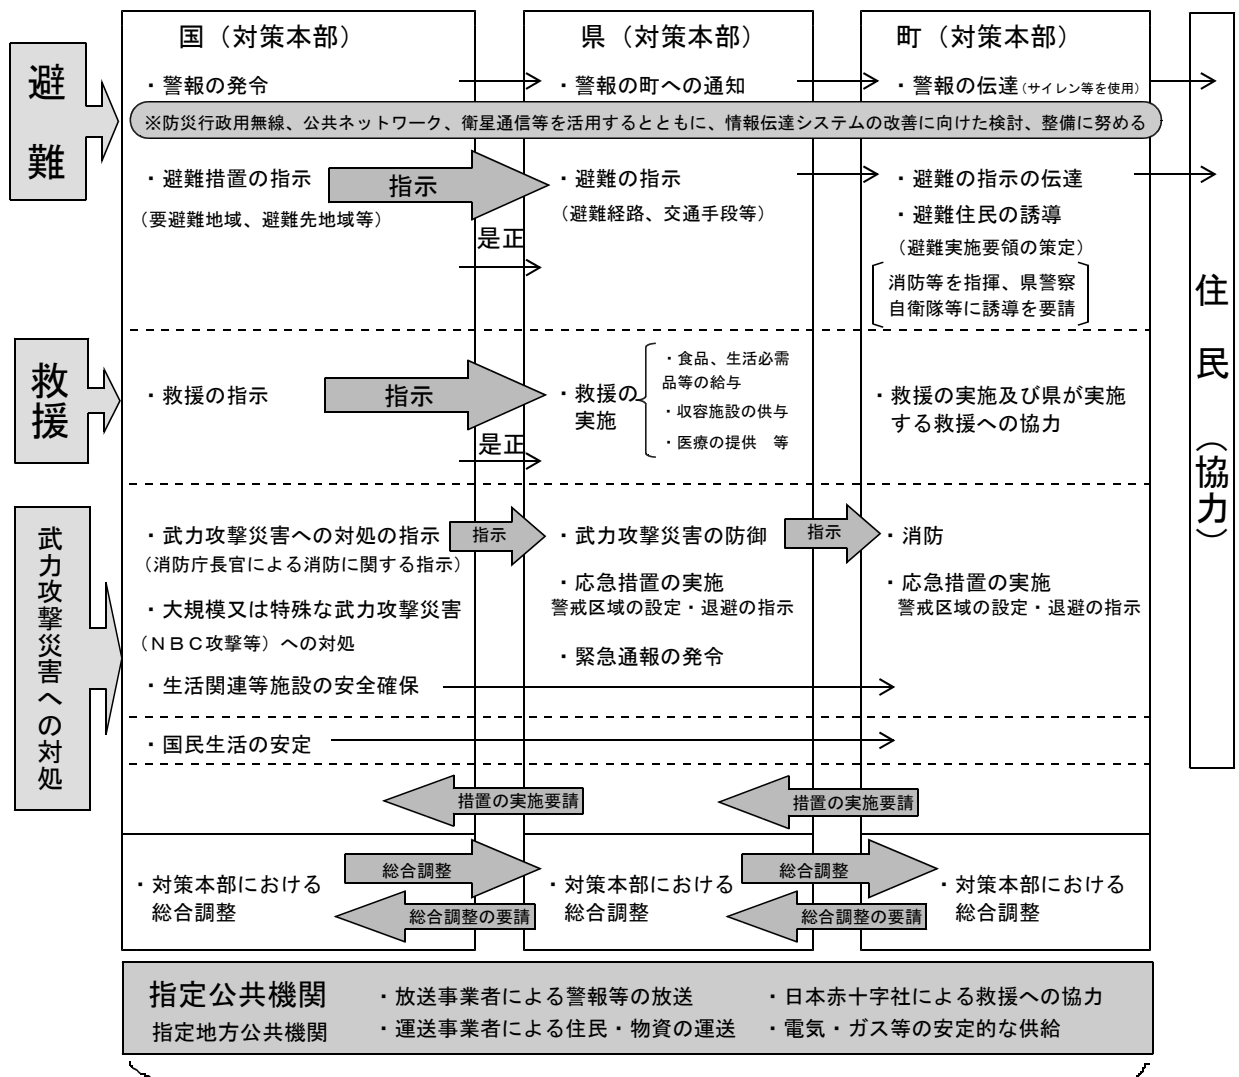 国（対策本部）
県（対策本部）
町（対策本部）
避難
・警報の発令
・警報の町への通知
・警報の伝達（サイレン等を使用）
※防災行政用無線、公共ネットワーク、衛星通信等を活用するとともに、情報伝達システムの改善に向けた検討、整備に努める
・避難措置の指示
（要避難地域、避難先地域等）
指示
是正
・避難の指示
（避難経路、交通手段等）
・避難の指示の伝達
・避難住民の誘導
（避難実施要領の策定）
消防等を指揮、県警察
自衛隊等に誘導を要請
住民（協力）
救援
・救援の指示
指示
是正
・救援の
実施
・食品、生活必需
品等の給与
・収容施設の供与
・医療の提供　等
・救援の実施及び県が実施
する救援への協力
武力攻撃災害への対処
・武力攻撃災害への対処の指示
（消防庁長官による消防に関する指示）
・大規模又は特殊な武力攻撃災害
（ＮＢＣ攻撃等）への対処
・生活関連等施設の安全確保
指示
・武力攻撃災害の防御
・応急措置の実施
警戒区域の設定・退避の指示
・緊急通報の発令
指示
・消防
・応急措置の実施
警戒区域の設定・退避の指示
・国民生活の安定
措置の実施要請
措置の実施要請
・対策本部における
総合調整
総合調整
総合調整の要請
・対策本部における
総合調整
総合調整
総合調整の要請
・対策本部における
総合調整
指定公共機関
指定地方公共機関
・放送事業者による警報等の放送
・運送事業者による住民・物資の運送
・日本赤十字社による救援への協力
・電気・ガス等の安定的な供給